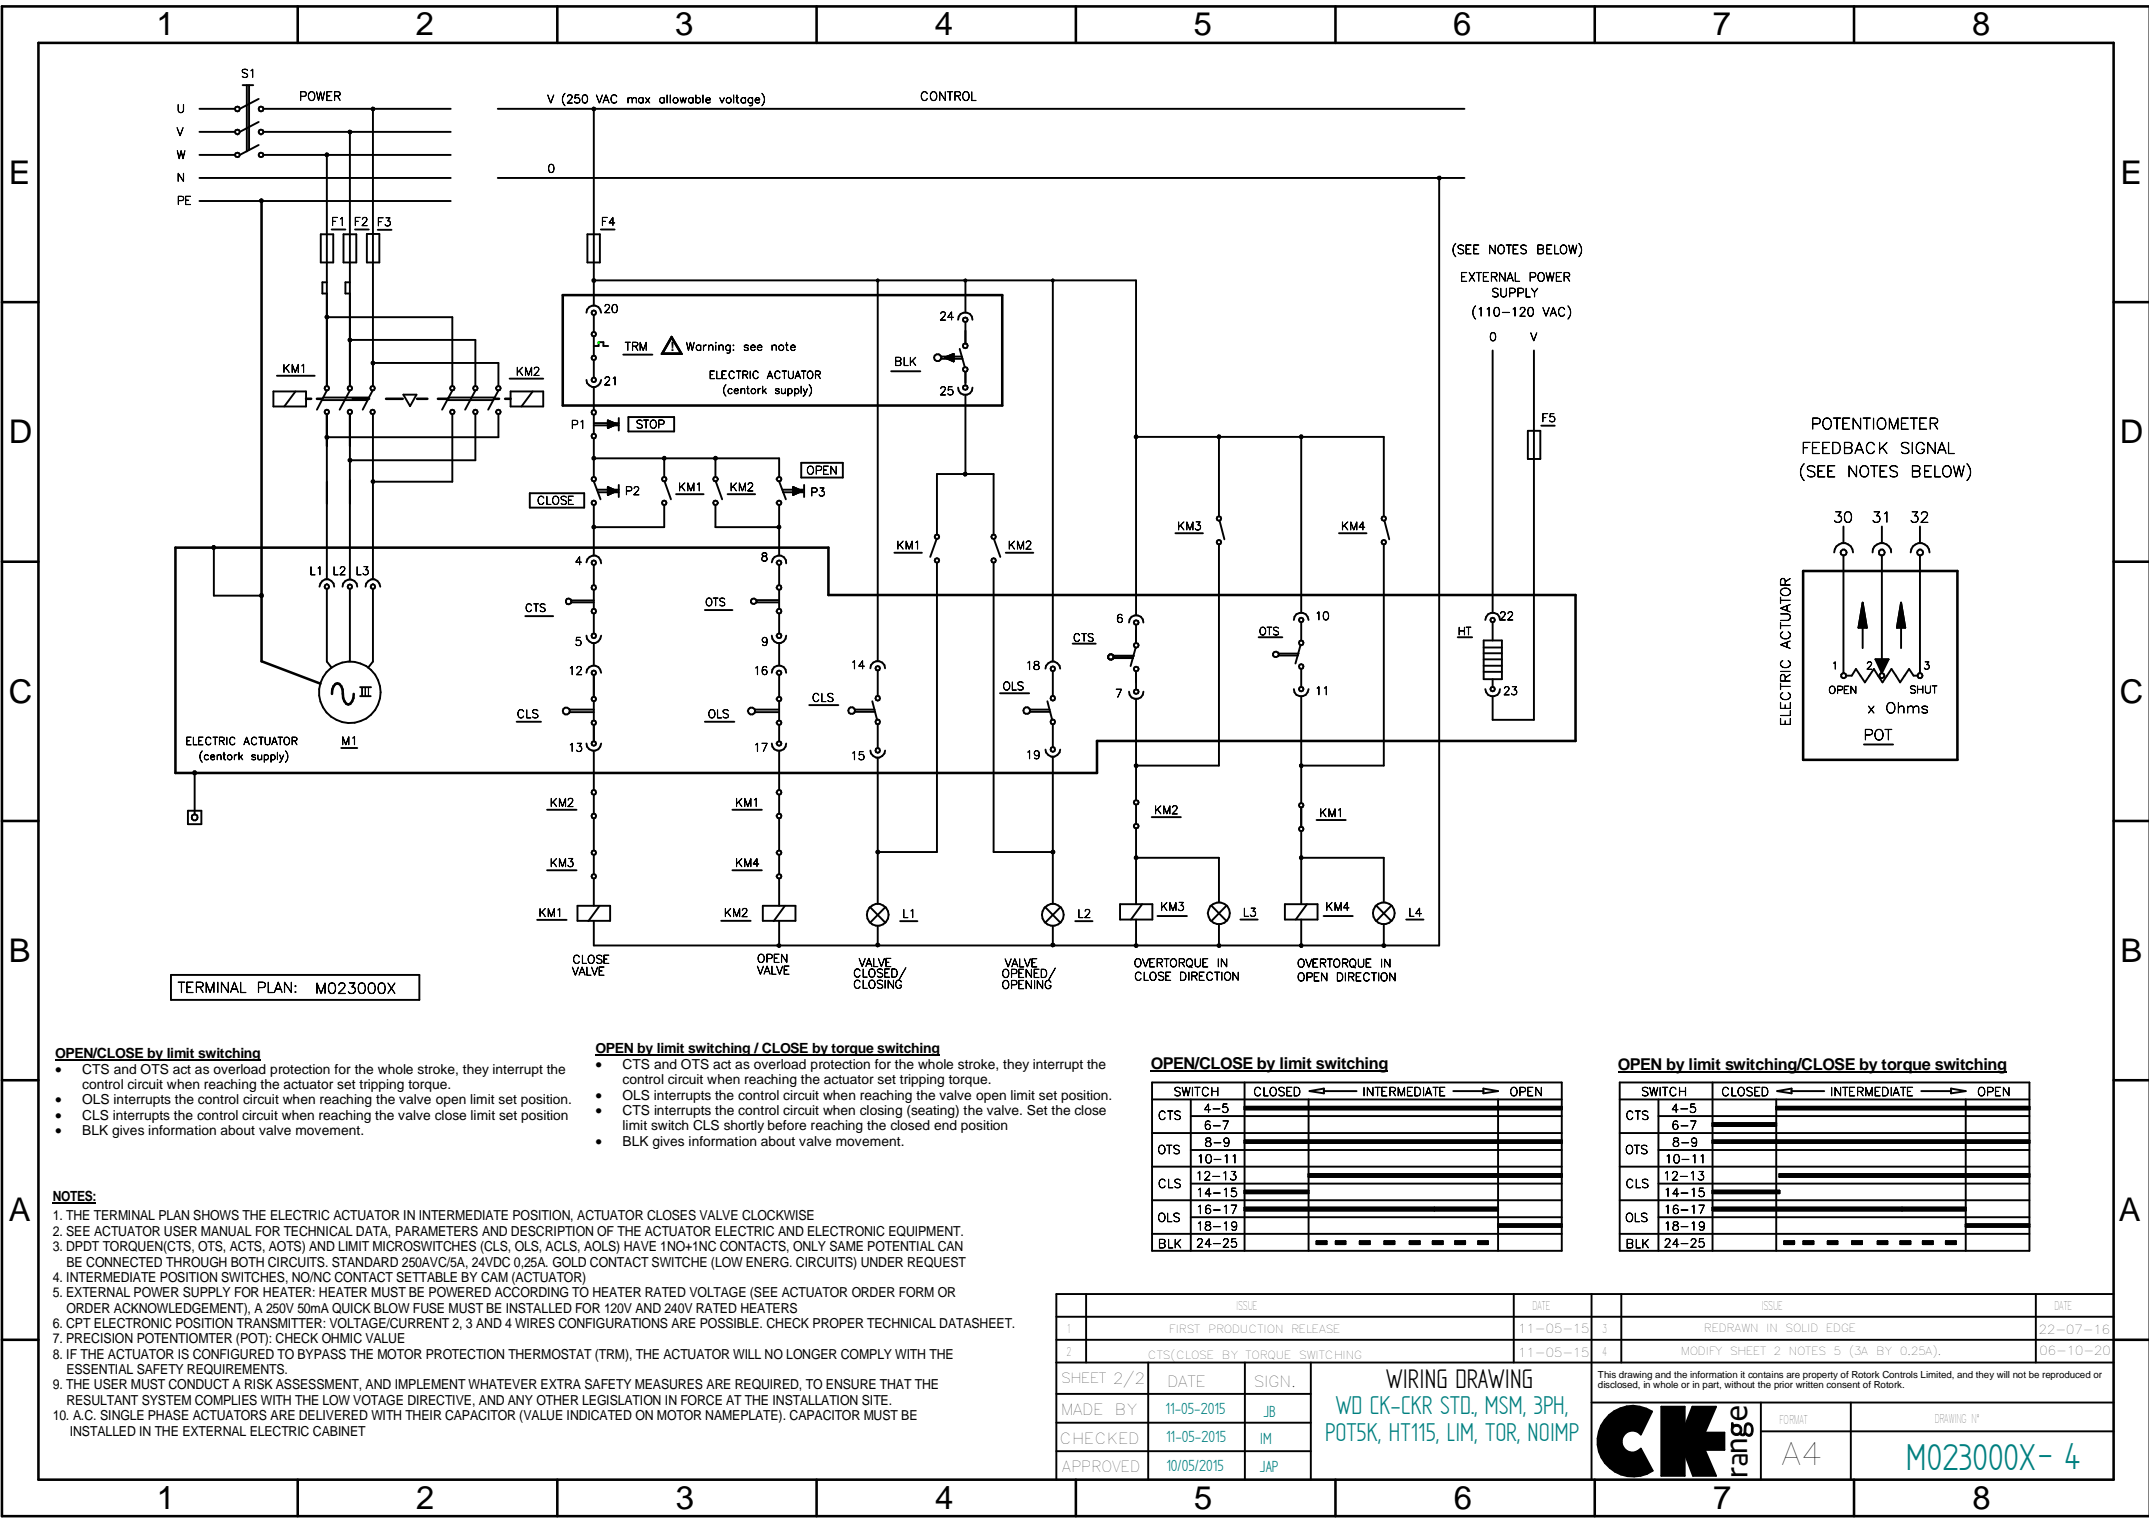 1 2 3 4 5 6 7 8
E E
D D
C C
B B
A A
S1
POWER
V (250 VAC max allowable voltage)
CONTROL
U
V
W
N
0
PE
F1 F2 F3
F4
(SEE NOTES BELOW)
EXTERNAL POWER
SUPPLY
(110-120 VAC)
0 V
F5
20
TRM
Warning: see note
21
ELECTRIC ACTUATOR
(centork supply)
24
BLK
25
KM1
KM2
P1
STOP
CLOSE
P2
KM1
KM2
OPEN
P3
KM1
KM2
KM3
KM4
POTENTIOMETER
FEEDBACK SIGNAL
(SEE NOTES BELOW)
30 31 32
ELECTRIC ACTUATOR
1 2 3
OPEN SHUT
x Ohms
POT
L1 L2 L3
4
CTS
5
12
CLS
13
8
OTS
9
16
OLS
17
14
CLS
15
18
OLS
19
6
CTS
7
10
OTS
11
22
HT
23
ELECTRIC ACTUATOR
(centork supply)
M1
KM2
KM1
KM2
KM1
KM3
KM4
KM1
KM2
L1
L2
KM3
L3
KM4
L4
CLOSE
VALVE
OPEN
VALVE
VALVE
CLOSED/
CLOSING
VALVE
OPENED/
OPENING
OVERTORQUE IN
CLOSE DIRECTION
OVERTORQUE IN
OPEN DIRECTION
TERMINAL PLAN: M023000X
OPEN/CLOSE by limit switching
• CTS and OTS act as overload protection for the whole stroke, they interrupt the
control circuit when reaching the actuator set tripping torque.
• OLS interrupts the control circuit when reaching the valve open limit set position.
• CLS interrupts the control circuit when reaching the valve close limit set position
• BLK gives information about valve movement.
OPEN by limit switching / CLOSE by torque switching
• CTS and OTS act as overload protection for the whole stroke, they interrupt the
control circuit when reaching the actuator set tripping torque.
• OLS interrupts the control circuit when reaching the valve open limit set position.
• CTS interrupts the control circuit when closing (seating) the valve. Set the close
limit switch CLS shortly before reaching the closed end position
• BLK gives information about valve movement.
OPEN/CLOSE by limit switching
SWITCH CLOSED INTERMEDIATE OPEN
CTS 4-5
6-7
OTS 8-9
10-11
CLS 12-13
14-15
OLS 16-17
18-19
BLK 24-25
OPEN by limit switching/CLOSE by torque switching
SWITCH CLOSED INTERMEDIATE OPEN
CTS 4-5
6-7
OTS 8-9
10-11
CLS 12-13
14-15
OLS 16-17
18-19
BLK 24-25
NOTES:
1. THE TERMINAL PLAN SHOWS THE ELECTRIC ACTUATOR IN INTERMEDIATE POSITION, ACTUATOR CLOSES VALVE CLOCKWISE
2. SEE ACTUATOR USER MANUAL FOR TECHNICAL DATA, PARAMETERS AND DESCRIPTION OF THE ACTUATOR ELECTRIC AND ELECTRONIC EQUIPMENT.
3. DPDT TORQUEN(CTS, OTS, ACTS, AOTS) AND LIMIT MICROSWITCHES (CLS, OLS, ACLS, AOLS) HAVE 1NO+1NC CONTACTS, ONLY SAME POTENTIAL CAN
BE CONNECTED THROUGH BOTH CIRCUITS. STANDARD 250AVC/5A, 24VDC 0,25A. GOLD CONTACT SWITCHE (LOW ENERG. CIRCUITS) UNDER REQUEST
4. INTERMEDIATE POSITION SWITCHES, NO/NC CONTACT SETTABLE BY CAM (ACTUATOR)
5. EXTERNAL POWER SUPPLY FOR HEATER: HEATER MUST BE POWERED ACCORDING TO HEATER RATED VOLTAGE (SEE ACTUATOR ORDER FORM OR
ORDER ACKNOWLEDGEMENT), A 250V 50mA QUICK BLOW FUSE MUST BE INSTALLED FOR 120V AND 240V RATED HEATERS
6. CPT ELECTRONIC POSITION TRANSMITTER: VOLTAGE/CURRENT 2, 3 AND 4 WIRES CONFIGURATIONS ARE POSSIBLE. CHECK PROPER TECHNICAL DATASHEET.
7. PRECISION POTENTIOMTER (POT): CHECK OHMIC VALUE
8. IF THE ACTUATOR IS CONFIGURED TO BYPASS THE MOTOR PROTECTION THERMOSTAT (TRM), THE ACTUATOR WILL NO LONGER COMPLY WITH THE
ESSENTIAL SAFETY REQUIREMENTS.
9. THE USER MUST CONDUCT A RISK ASSESSMENT, AND IMPLEMENT WHATEVER EXTRA SAFETY MEASURES ARE REQUIRED, TO ENSURE THAT THE
RESULTANT SYSTEM COMPLIES WITH THE LOW VOTAGE DIRECTIVE, AND ANY OTHER LEGISLATION IN FORCE AT THE INSTALLATION SITE.
10. A.C. SINGLE PHASE ACTUATORS ARE DELIVERED WITH THEIR CAPACITOR (VALUE INDICATED ON MOTOR NAMEPLATE). CAPACITOR MUST BE
INSTALLED IN THE EXTERNAL ELECTRIC CABINET
ISSUE DATE ISSUE DATE
1 FIRST PRODUCTION RELEASE 11-05-15 3 REDRAWN IN SOLID EDGE 22-07-16
2 CTS(CLOSE BY TORQUE SWITCHING 11-05-15 4 MODIFY SHEET 2 NOTES 5 (3A BY 0.25A). 06-10-20
SHEET 2/2 DATE SIGN.
MADE BY 11-05-2015 JB
CHECKED 11-05-2015 IM
APPROVED 10/05/2015 JAP
WIRING DRAWING
WD CK-CKR STD., MSM, 3PH,
POT5K, HT115, LIM, TOR, NOIMP
This drawing and the information it contains are property of Rotork Controls Limited, and they will not be reproduced or
disclosed, in whole or in part, without the prior written consent of Rotork.
CK range
FORMAT
A4
DRAWING Nº
M023000X- 4
1 2 3 4 5 6 7 8